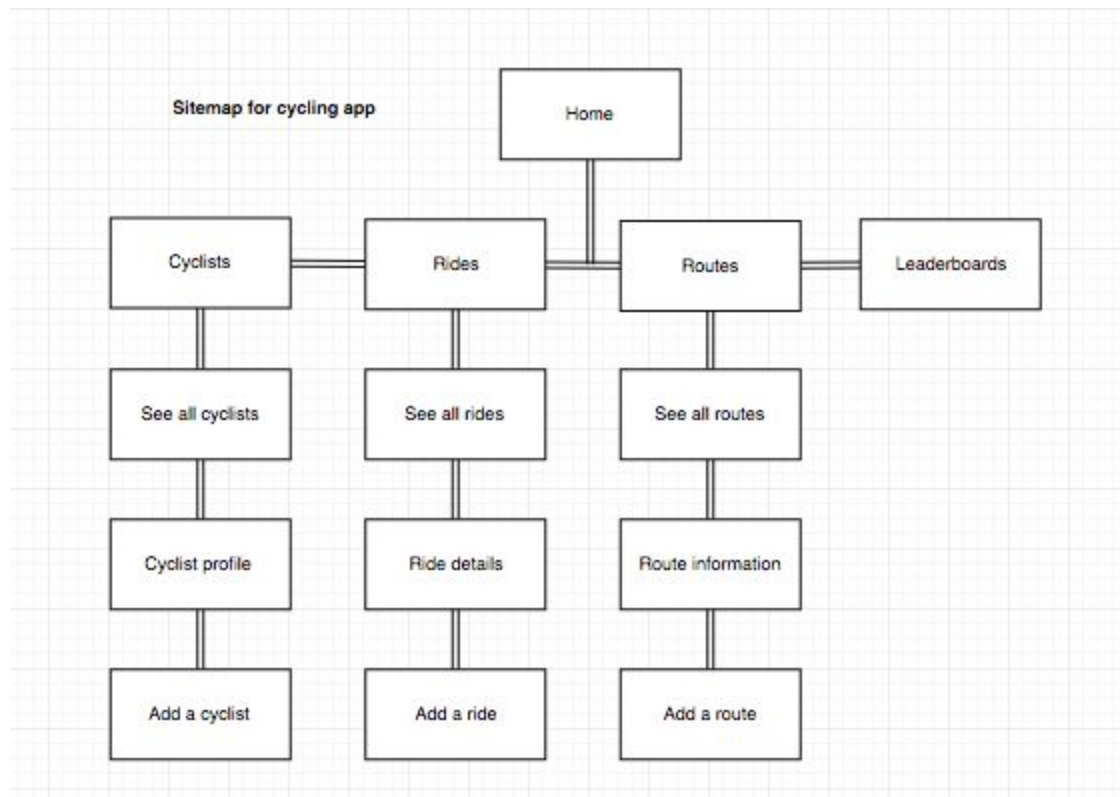 Sitemap for cycling app
Home
Cyclists
Rides
Routes
Leaderboards
See all cyclists
See all rides
See all routes
Cyclist profile
Ride details
Route information
Add a cyclist
Add a ride
Add a route